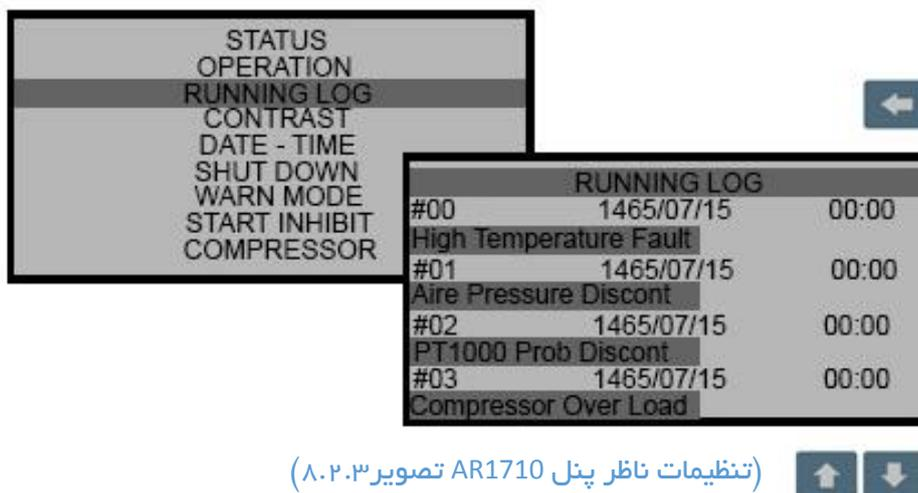 STATUS
OPERATION
RUNNING LOG
CONTRAST
DATE - TIME
SHUT DOWN
WARN MODE
START INHIBIT
COMPRESSOR
RUNNING LOG
#00 1465/07/15 00:00
High Temperature Fault
#01 1465/07/15 00:00
Aire Pressure Discont
#02 1465/07/15 00:00
PT1000 Prob Discont
#03 1465/07/15 00:00
Compressor Over Load
(تنظیمات ناظر پنل AR1710 تصویر۸.۲.۳)